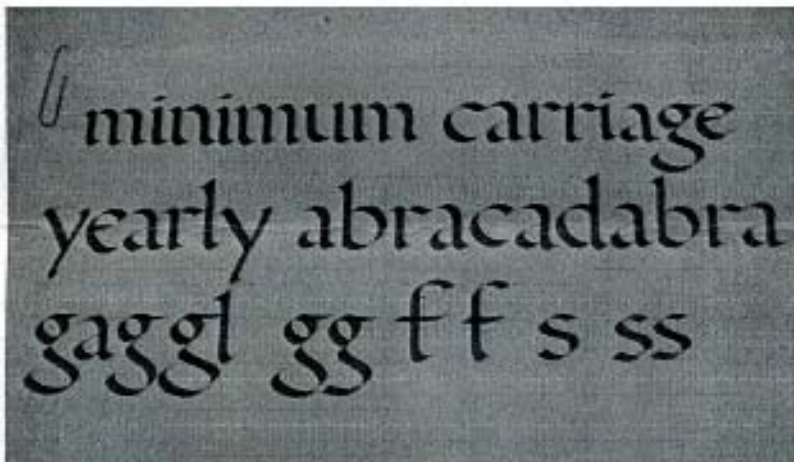 minimum carriage
yearly abracadabra
gaggl gg f f s ss